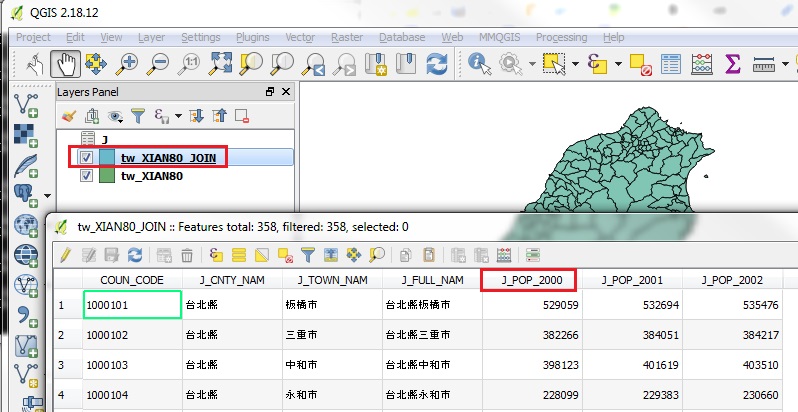 QGIS 2.18.12
Project Edit View Layer Settings Plugins Vector Raster Database Web MMQGIS Processing Help
1:1
Layers Panel
J
tw_XIAN80_JOIN
tw_XIAN80
tw_XIAN80_JOIN :: Features total: 358, filtered: 358, selected: 0
COUN_CODE J_CNTY_NAM J_TOWN_NAM J_FULL_NAM J_POP_2000 J_POP_2001 J_POP_2002
1 1000101 台北縣 板橋市 台北縣板橋市 529059 532694 535476
2 1000102 台北縣 三重市 台北縣三重市 382266 384051 384217
3 1000103 台北縣 中和市 台北縣中和市 398123 401619 403510
4 1000104 台北縣 永和市 台北縣永和市 228099 229383 230660